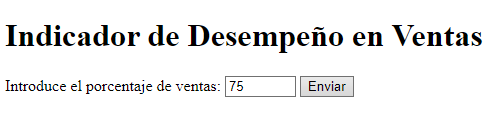 Indicador de Desempeño en Ventas
Introduce el porcentaje de ventas: 75 Enviar